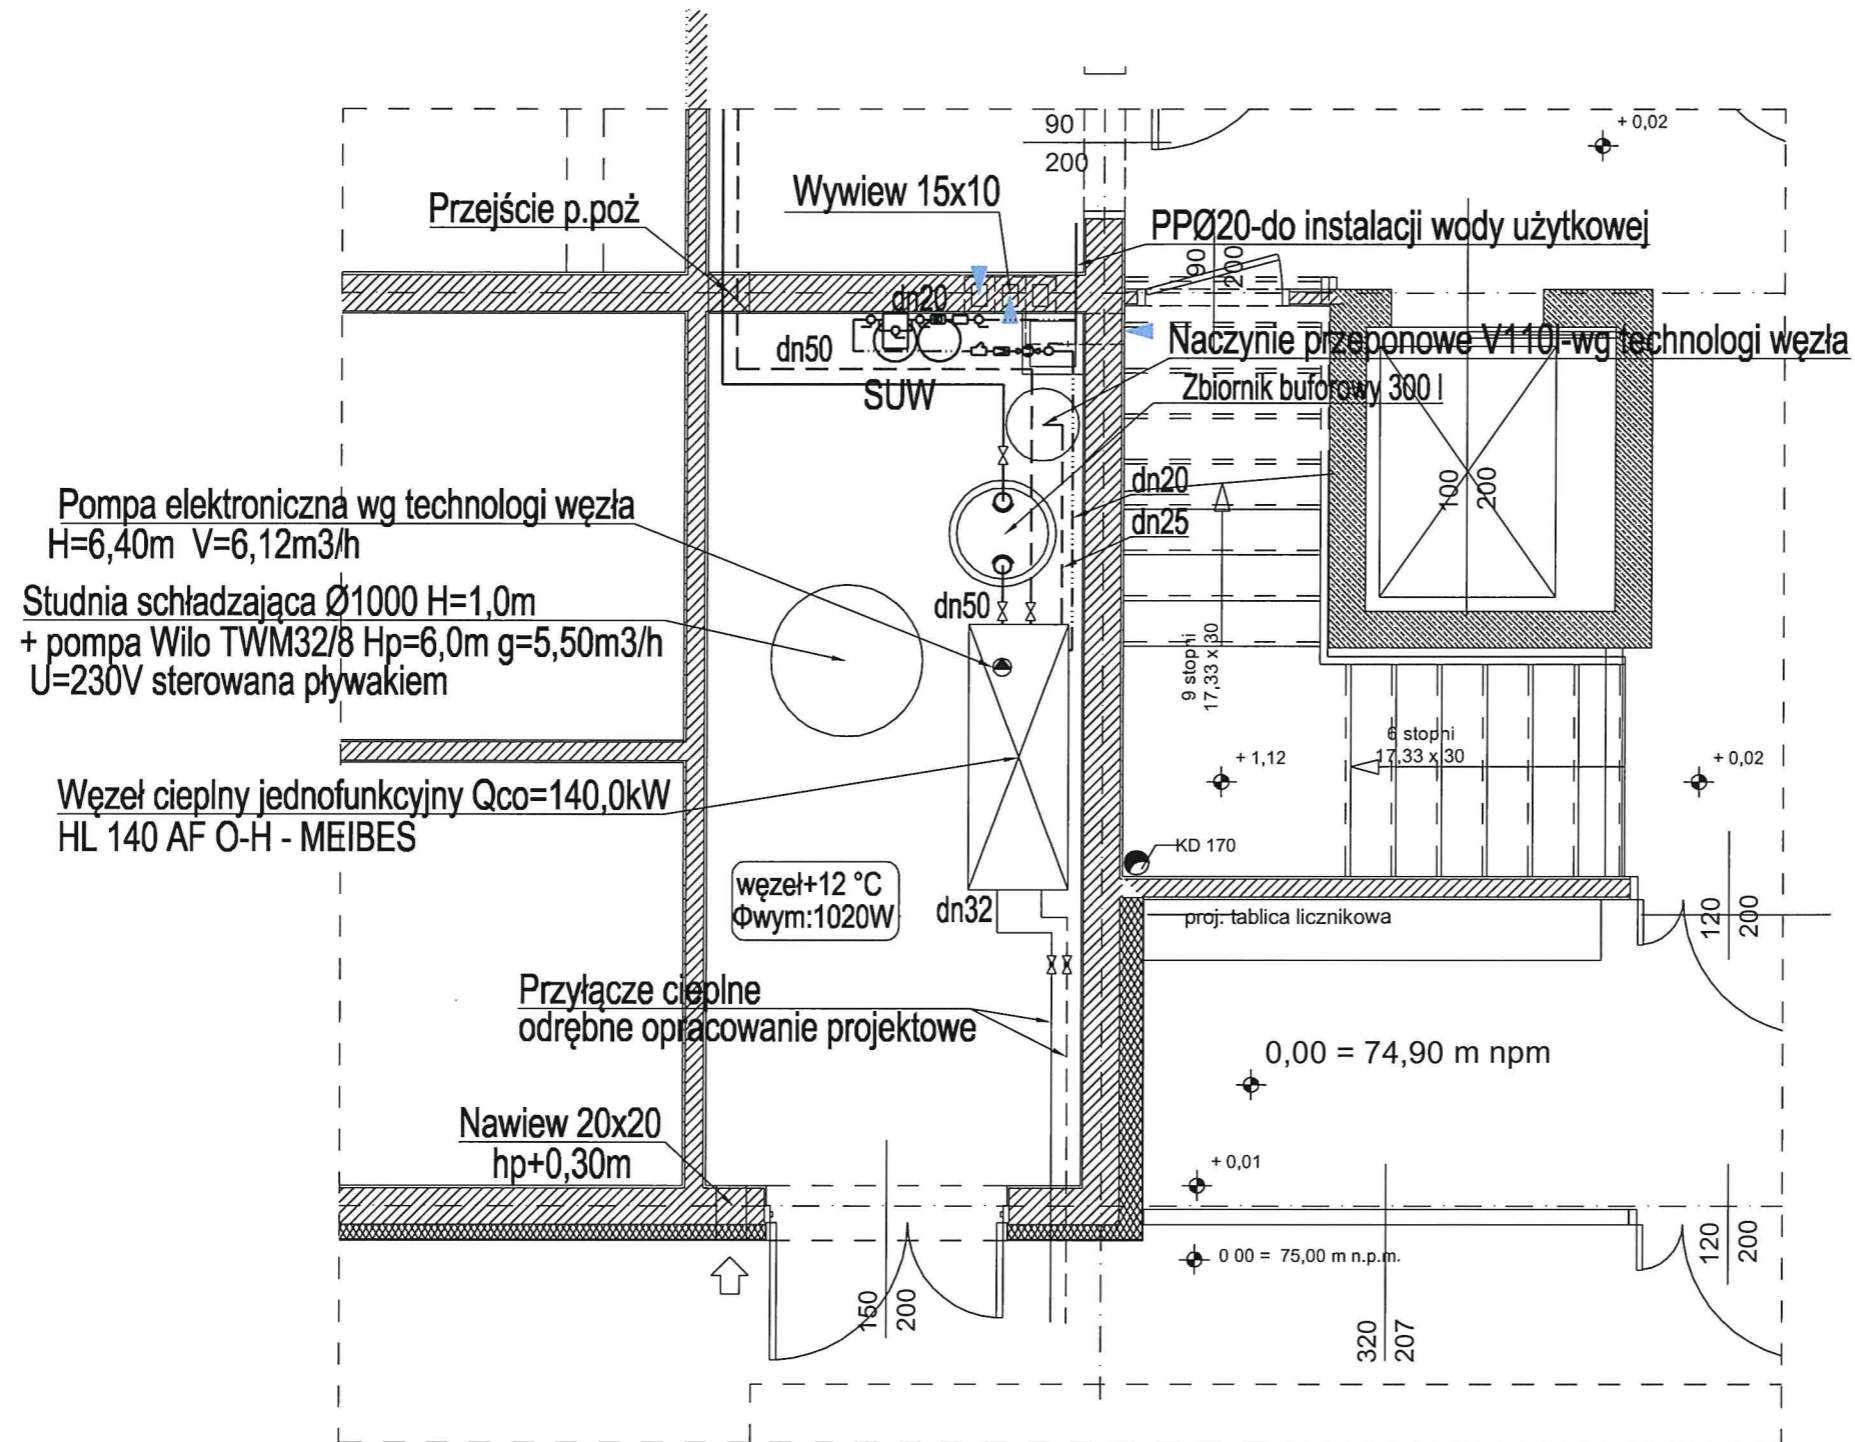 90
200
+ 0,02
Przejście p.poż
Wywiew 15x10
PPØ20-do instalacji wody użytkowej
90
200
dn20
dn50
SUW
Naczynie przeponowe V110l-wg technologi węzła
Zbiornik buforowy 300 l
100
200
dn20
dn25
Pompa elektroniczna wg technologi węzła
H=6,40m V=6,12m3/h
Studnia schładzająca Ø1000 H=1,0m
+ pompa Wilo TWM32/8 Hp=6,0m g=5,50m3/h
U=230V sterowana pływakiem
dn50
9 stopni
17,33 x 30
6 stopni
17,33 x 30
+ 1,12
+ 0,02
Węzeł cieplny jednofunkcyjny Qco=140,0kW
HL 140 AF O-H - MEIBES
KD 170
węzeł+12 °C
Φwym:1020W
dn32
proj. tablica licznikowa
120
200
Przyłącze cieplne
odrębne opracowanie projektowe
0,00 = 74,90 m npm
Nawiew 20x20
hp+0,30m
+ 0,01
0 00 = 75,00 m n.p.m.
150
200
320
207
120
200